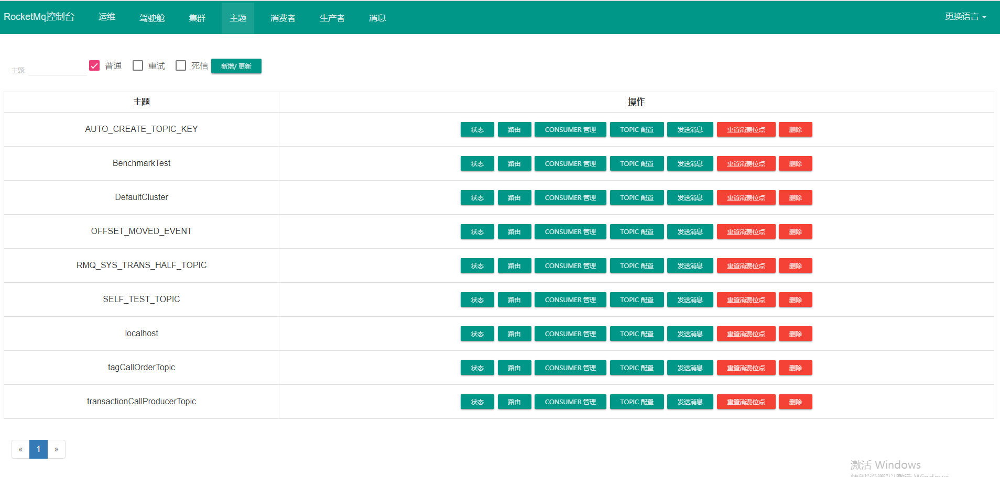 RocketMq控制台 运维 驾驶舱 集群 主题 消费者 生产者 消息 更换语言
主题: 普通 重试 死信 新增/ 更新
主题 操作
AUTO_CREATE_TOPIC_KEY 状态 路由 CONSUMER 管理 TOPIC 配置 发送消息 重置消费位点 删除
BenchmarkTest 状态 路由 CONSUMER 管理 TOPIC 配置 发送消息 重置消费位点 删除
DefaultCluster 状态 路由 CONSUMER 管理 TOPIC 配置 发送消息 重置消费位点 删除
OFFSET_MOVED_EVENT 状态 路由 CONSUMER 管理 TOPIC 配置 发送消息 重置消费位点 删除
RMQ_SYS_TRANS_HALF_TOPIC 状态 路由 CONSUMER 管理 TOPIC 配置 发送消息 重置消费位点 删除
SELF_TEST_TOPIC 状态 路由 CONSUMER 管理 TOPIC 配置 发送消息 重置消费位点 删除
localhost 状态 路由 CONSUMER 管理 TOPIC 配置 发送消息 重置消费位点 删除
tagCallOrderTopic 状态 路由 CONSUMER 管理 TOPIC 配置 发送消息 重置消费位点 删除
transactionCallProducerTopic 状态 路由 CONSUMER 管理 TOPIC 配置 发送消息 重置消费位点 删除
« 1 »
激活 Windows
转到"设置"以激活 Windows